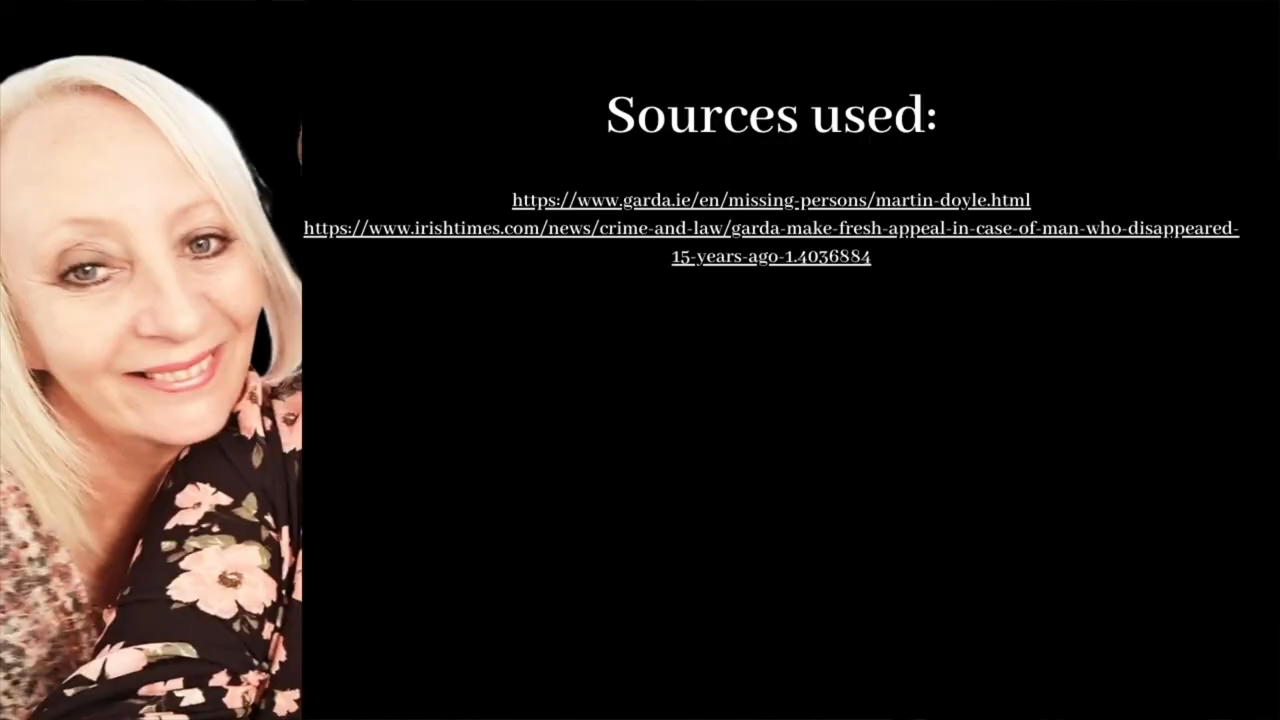 Sources used:
https://www.garda.ie/en/missing-persons/martin-doyle.html
https://www.irishtimes.com/news/crime-and-law/garda-make-fresh-appeal-in-case-of-man-who-disappeared-
15-years-ago-1.4036884